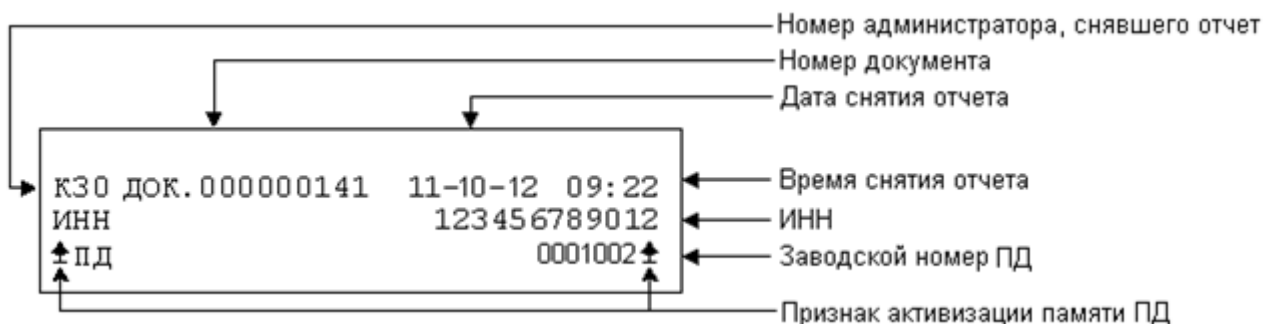 Номер администратора, снявшего отчет
Номер документа
Дата снятия отчета
К30 ДОК.000000141 11-10-12 09:22
Время снятия отчета
ИНН 123456789012
ИНН
ПД 0001002
Заводской номер ПД
Признак активизации памяти ПД